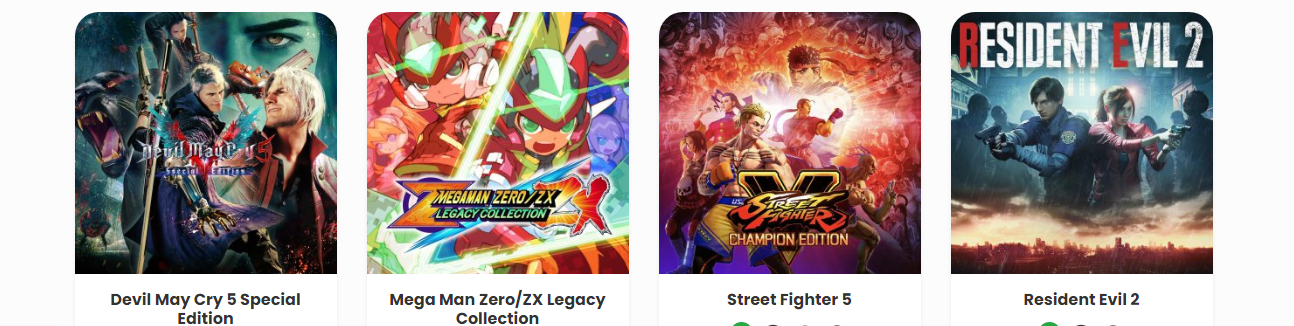 Devil May Cry 5
Special Edition
MEGAMAN ZERO/ZX
LEGACY COLLECTION
ZX
V
STREET
FIGHTER
CHAMPION EDITION
RESIDENT EVIL 2
Devil May Cry 5 Special
Edition
Mega Man Zero/ZX Legacy
Collection
Street Fighter 5
Resident Evil 2